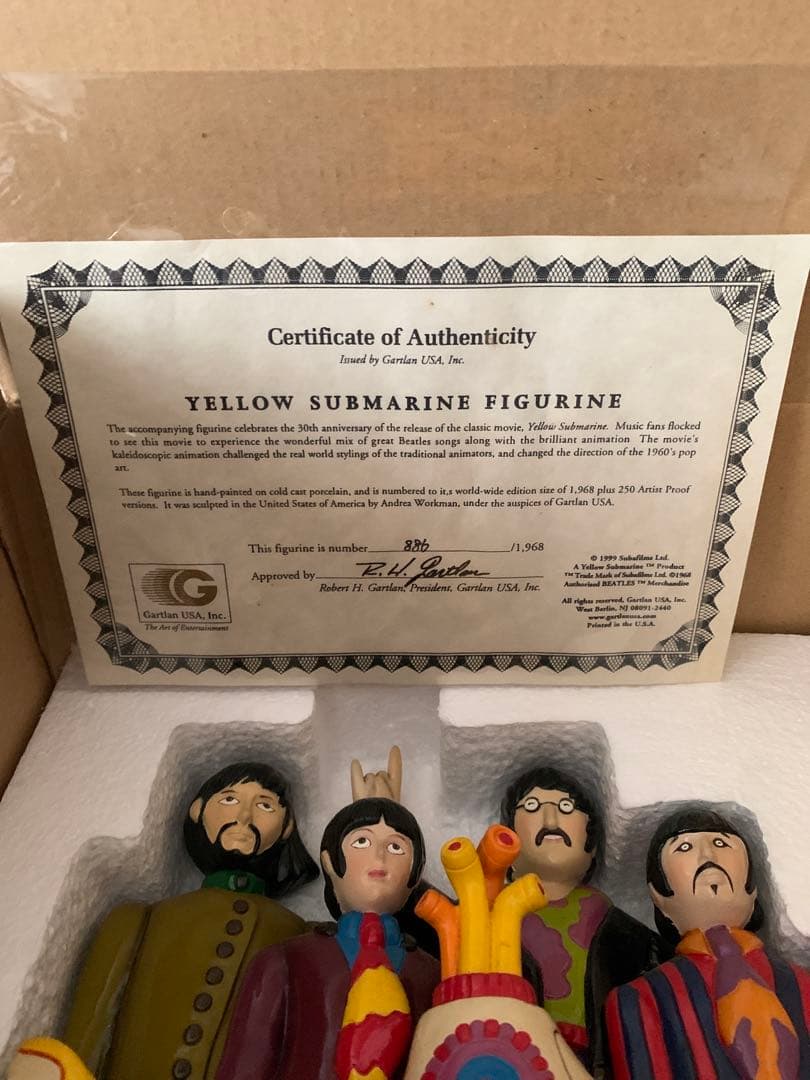 Certificate of Authenticity
Issued by Gartlan USA, Inc.
YELLOW SUBMARINE FIGURINE
The accompanying figurine celebrates the 30th anniversary of the release of the classic movie, Yellow Submarine. Music fans flocked
to see this movie to experience the wonderful mix of great Beatles songs along with the brilliant animation The movie's
kaleidoscopic animation challenged the real world stylings of the traditional animators, and changed the direction of the 1960's pop
art.
These figurine is hand-painted on cold cast porcelain, and is numbered to it,s world-wide edition size of 1,968 plus 250 Artist Proof
versions. It was sculpted in the United States of America by Andrea Workman, under the auspices of Gartlan USA.
This figurine is number 886 /1,968
Approved by R.H. Gartlan
Robert H. Gartlan, President, Gartlan USA, Inc.
G
Gartlan USA, Inc.
The Art of Entertainment
© 1999 Subafilms Ltd.
A Yellow Submarine ™ Product
™ Trade Mark of Subafilms Ltd. ©1968
Authorized BEATLES ™ Merchandise
All rights reserved, Gartlan USA, Inc.
West Berlin, NJ 08091-2440
www.gartlanusa.com
Printed in the U.S.A.